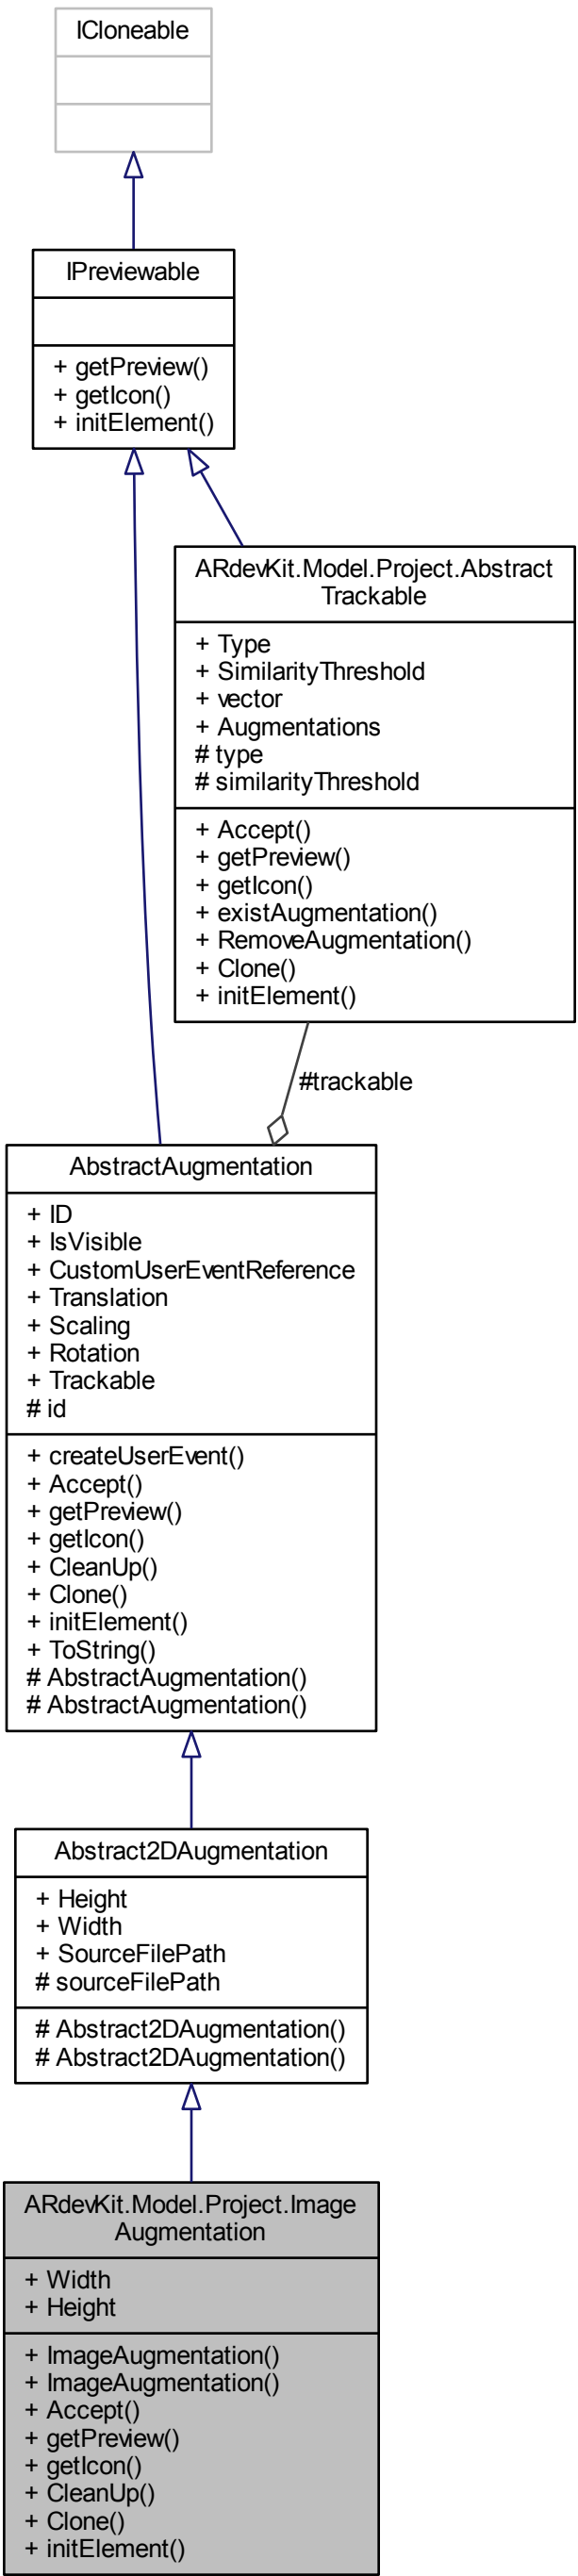 ICloneable
IPreviewable
+ getPreview()
+ getIcon()
+ initElement()
ARdevKit.Model.Project.Abstract
Trackable
+ Type
+ SimilarityThreshold
+ vector
+ Augmentations
# type
# similarityThreshold
+ Accept()
+ getPreview()
+ getIcon()
+ existAugmentation()
+ RemoveAugmentation()
+ Clone()
+ initElement()
#trackable
AbstractAugmentation
+ ID
+ IsVisible
+ CustomUserEventReference
+ Translation
+ Scaling
+ Rotation
+ Trackable
# id
+ createUserEvent()
+ Accept()
+ getPreview()
+ getIcon()
+ CleanUp()
+ Clone()
+ initElement()
+ ToString()
# AbstractAugmentation()
# AbstractAugmentation()
Abstract2DAugmentation
+ Height
+ Width
+ SourceFilePath
# sourceFilePath
# Abstract2DAugmentation()
# Abstract2DAugmentation()
ARdevKit.Model.Project.Image
Augmentation
+ Width
+ Height
+ ImageAugmentation()
+ ImageAugmentation()
+ Accept()
+ getPreview()
+ getIcon()
+ CleanUp()
+ Clone()
+ initElement()